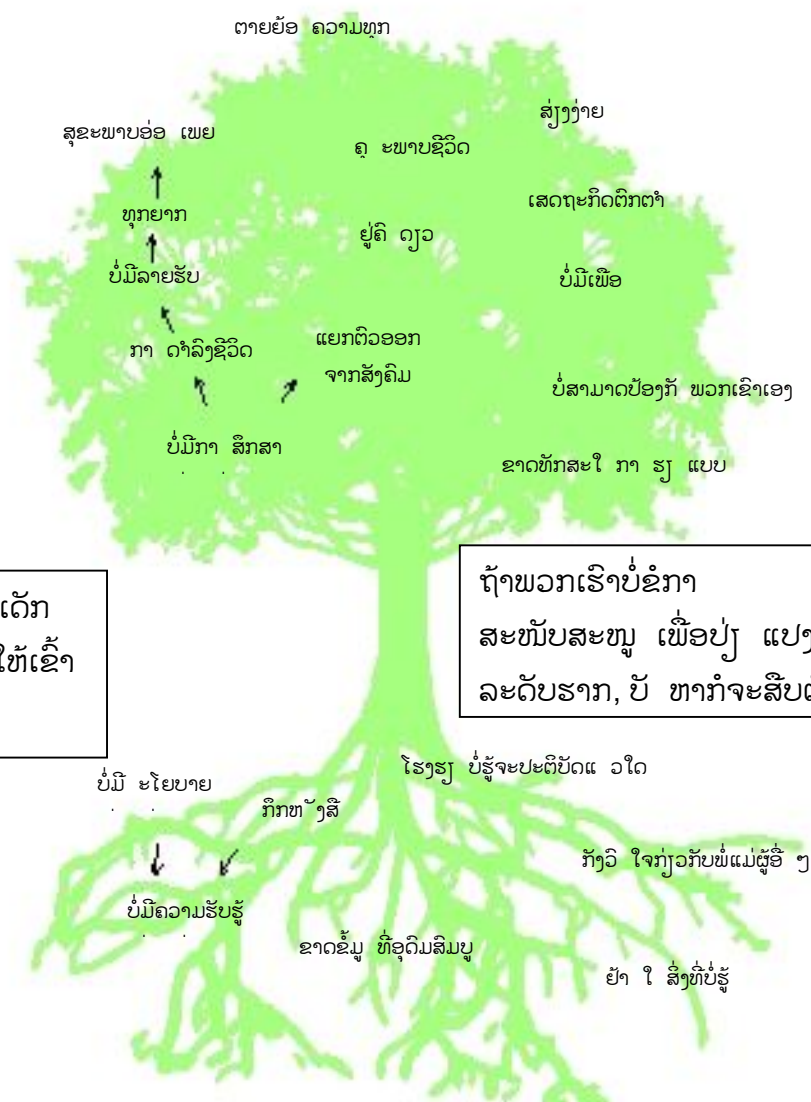 ຕາຍຍ້ອ ຄວາມທຸກ
ສ່ຽງງ່າຍ
ສຸຂະພາບອ່ອ ເພຍ
ຄຸ ະພາບຊີວິດ
ເສດຖະກິດຕົກຕໍາ
ທຸກຍາກ
ຢູ່ຄົ ດຽວ
ບໍ່ມີລາຍຮັບ
ບໍ່ມີເພື່ອ
ກາ ດໍາລົງຊີວິດ
ແຍກຕົວອອກ
ຈາກສັງຄົມ
ບໍ່ສາມາດປ້ອງກັ ພວກເຂົາເອງ
ບໍ່ມີກາ ສຶກສາ
ຂາດທັກສະໃ ກາ ຮຽ ແບບ
ເດັກ
ໃຫ້ເຂົ້າ
ຖ້າພວກເຮົາບໍ່ຂໍກາ
ສະໜັບສະໜູ ເພື່ອປ່ຽ ແປງ
ລະດັບຮາກ, ບັ ຫາກໍຈະສືບຕໍ່
ໂຮງຮຽ ບໍ່ຮູ້ຈະປະຕິບັດແ ວໃດ
ບໍ່ມີ ະໂຍບາຍ
ກຶກຫ ັງສື
ກັງວົ ໃຈກ່ຽວກັບພໍ່ແມ່ຜູ້ອື່ ໆ
ບໍ່ມີຄວາມຮັບຮູ້
ຂາດຂໍ້ມູ ທີ່ອຸດົມສົມບູ
ຢ້າ ໃ ສິ່ງທີ່ບໍ່ຮູ້